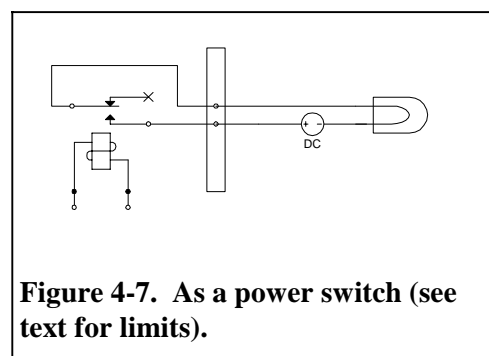 + -
DC
Figure 4-7. As a power switch (see
text for limits).